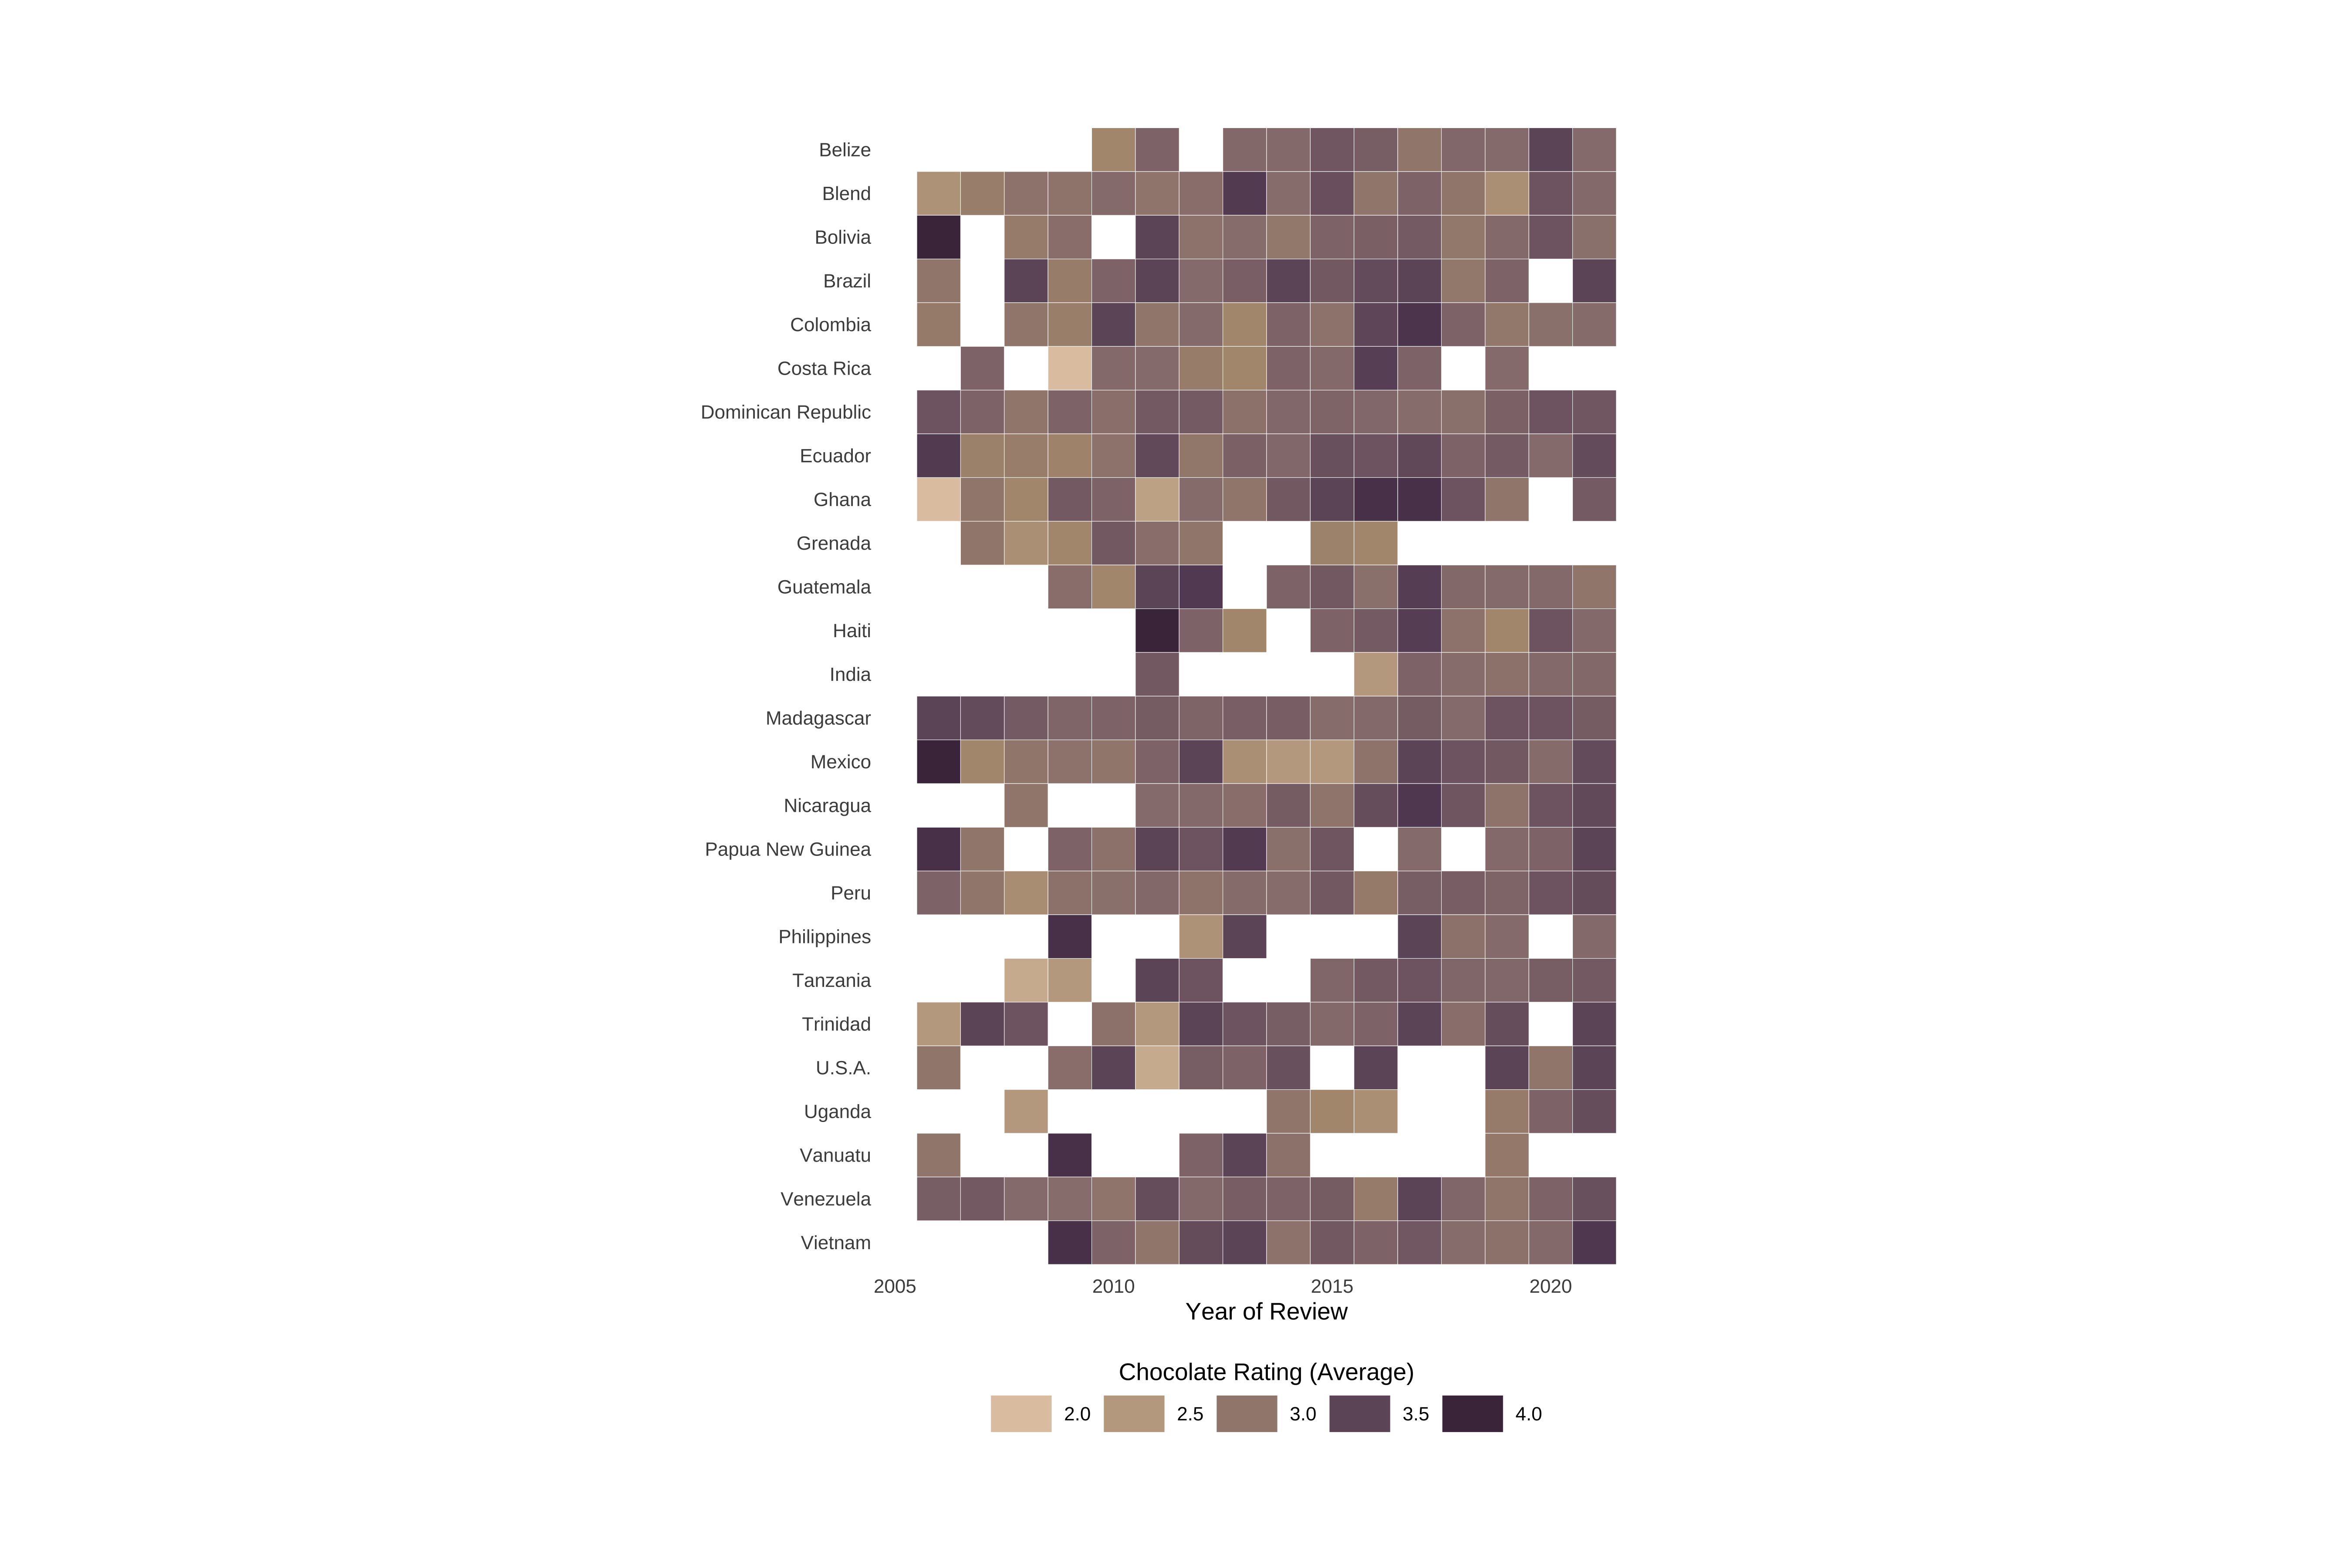 Belize
Blend
Bolivia
Brazil
Colombia
Costa Rica
Dominican Republic
Ecuador
Ghana
Grenada
Guatemala
Haiti
India
Madagascar
Mexico
Nicaragua
Papua New Guinea
Peru
Philippines
Tanzania
Trinidad
U.S.A.
Uganda
Vanuatu
Venezuela
Vietnam
2005 2010 2015 2020
Year of Review
Chocolate Rating (Average)
2.0 2.5 3.0 3.5 4.0